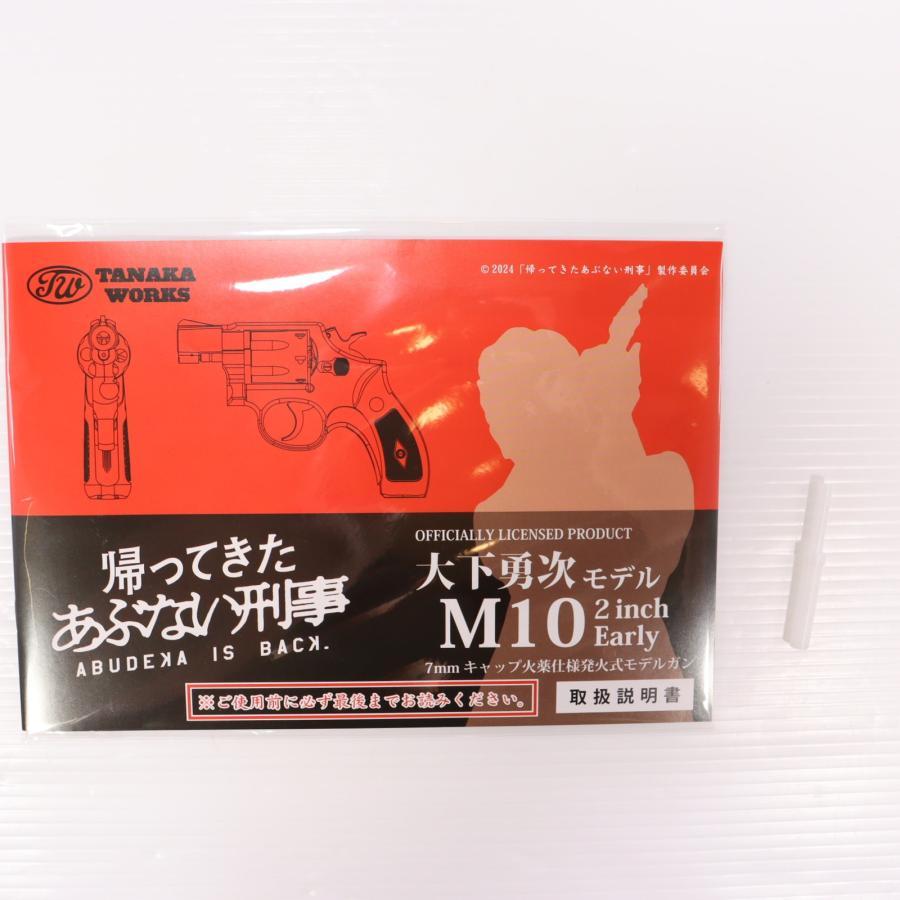 TW TANAKA
WORKS
©2024「帰ってきたあぶない刑事」製作委員会
帰ってきた
あぶない刑事
ABUDEKA IS BACK.
OFFICIALLY LICENSED PRODUCT
大下勇次 モデル
M10 2 inch
Early
7mm キャップ火薬仕様発火式モデルガン
※ご使用前に必ず最後までお読みください。
取扱説明書